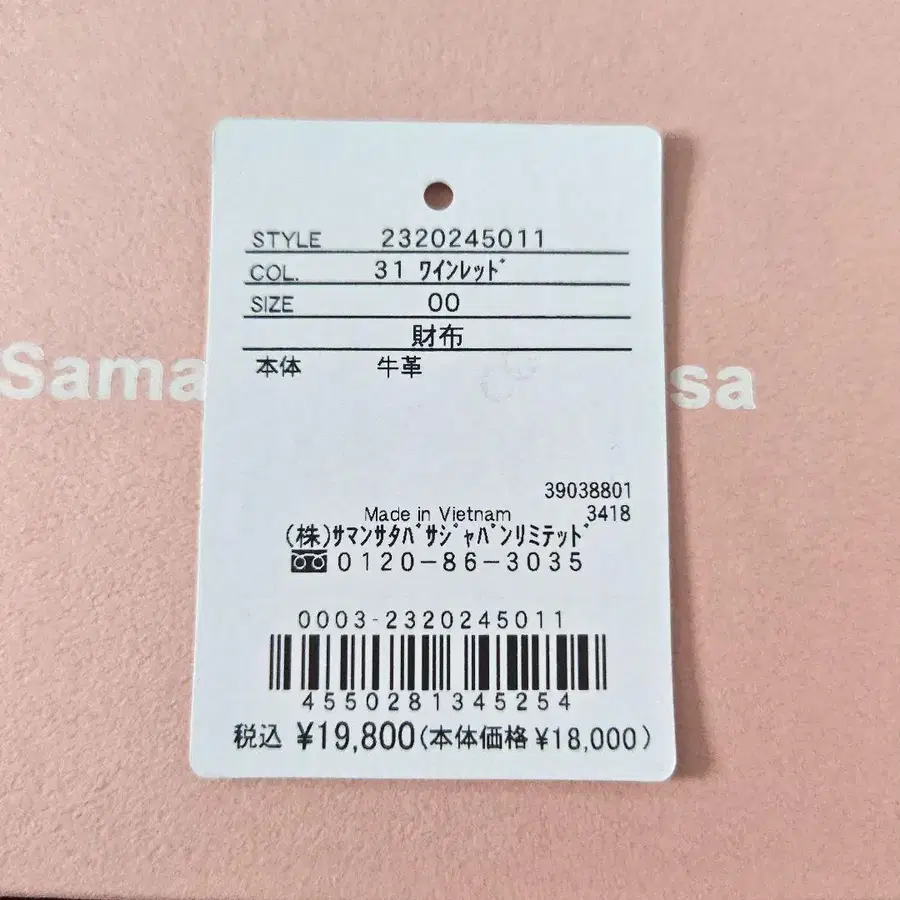 STYLE 2320245011
COL. 31 ﾜｲﾝﾚｯﾄﾞ
SIZE 00
財布
本体 牛革
Sama sa
39038801
Made in Vietnam 3418
(株)ｻﾏﾝｻﾀﾊﾞｻｼﾞｬﾊﾟﾝﾘﾐﾃｯﾄﾞ
0120-86-3035
0003-2320245011
4550281345254
税込 ¥19,800(本体価格 ¥18,000)